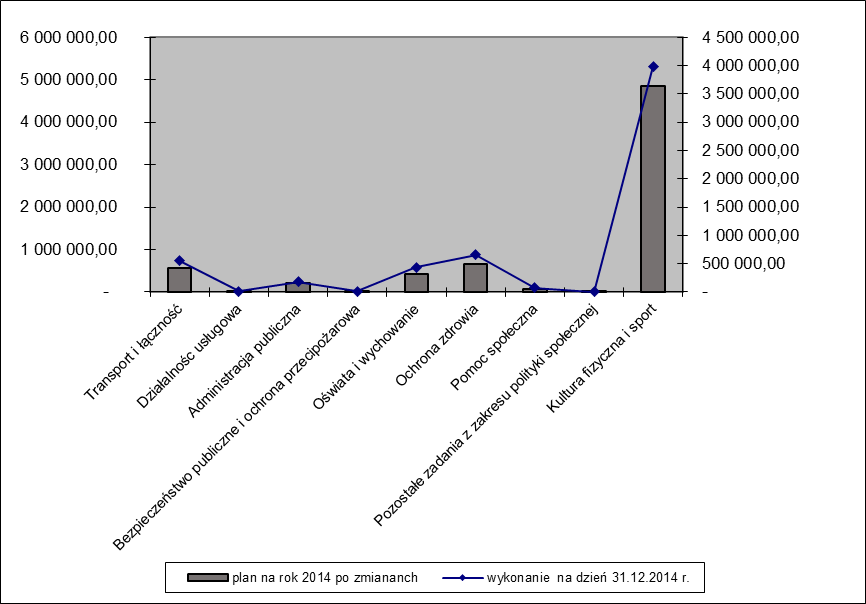 6 000 000,00
5 000 000,00
4 000 000,00
3 000 000,00
2 000 000,00
1 000 000,00
-
4 500 000,00
4 000 000,00
3 500 000,00
3 000 000,00
2 500 000,00
2 000 000,00
1 500 000,00
1 000 000,00
500 000,00
-
Transport i łączność
Działalnośc usługowa
Administracja publiczna
Bezpieczeństwo publiczne i ochrona przecipożarowa
Oświata i wychowanie
Ochrona zdrowia
Pomoc społeczna
Pozostałe zadania z zakresu polityki społecznej
Kultura fizyczna i sport
plan na rok 2014 po zmiananch
wykonanie na dzień 31.12.2014 r.